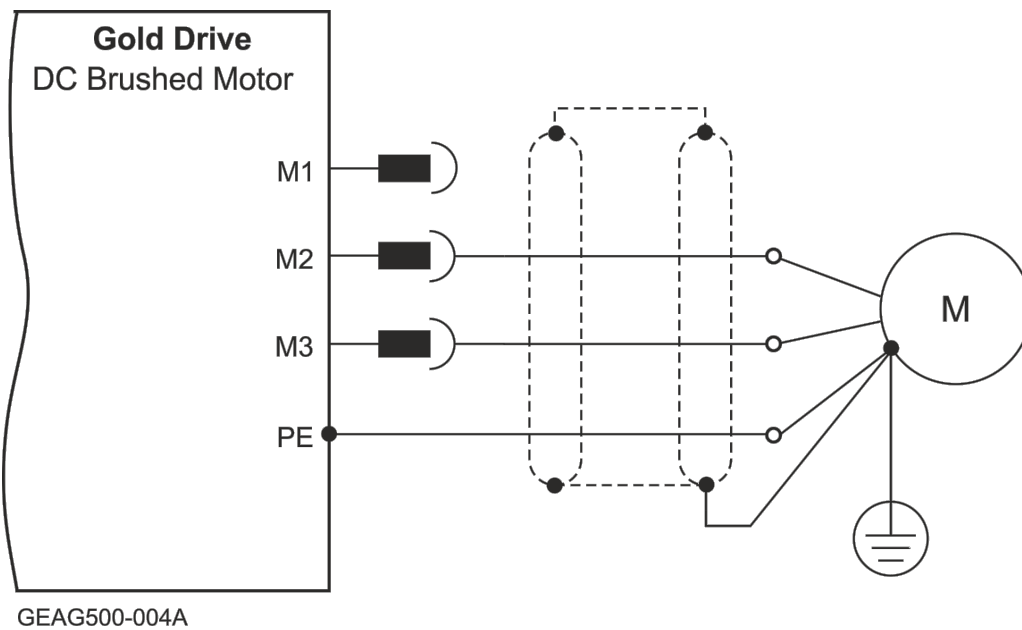 Gold Drive
DC Brushed Motor
M1
M2
M3
PE
M
GEAG500-004A